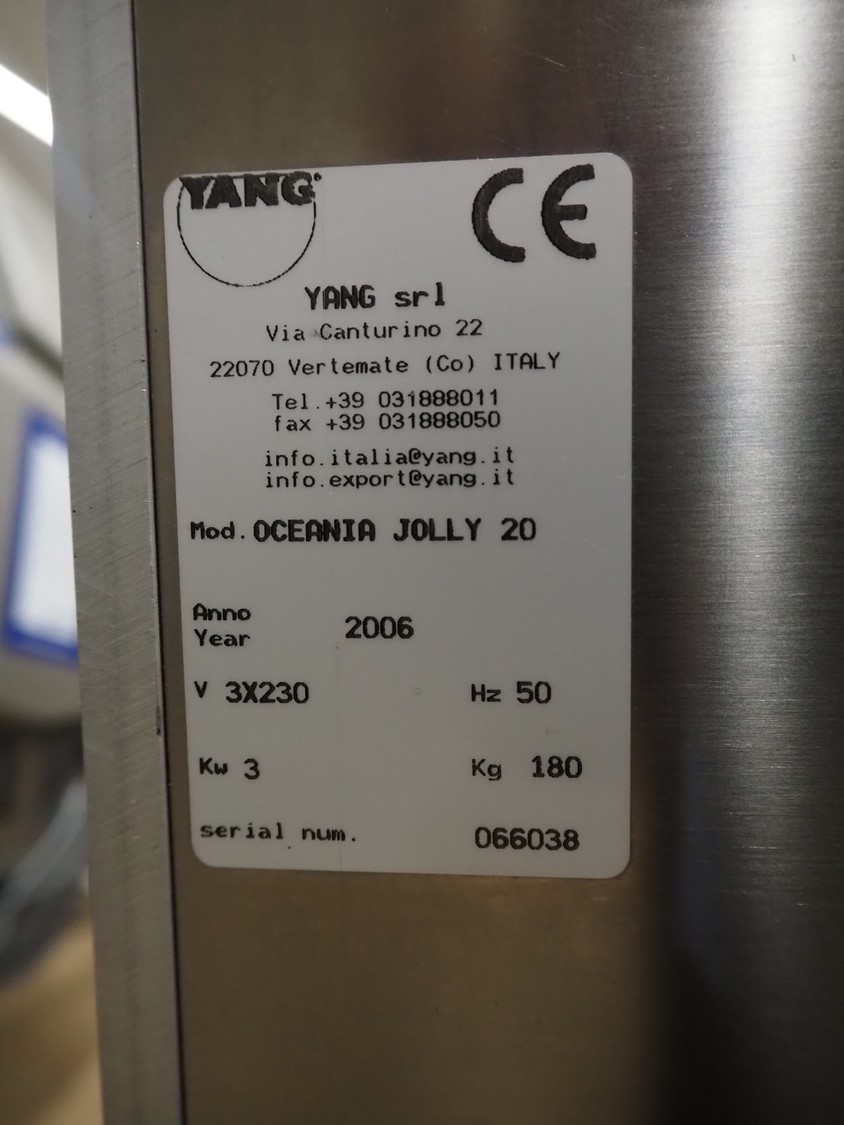 YANG®
CE
YANG srl
Via Canturino 22
22070 Vertemate (Co) ITALY
Tel.+39 031888011
fax +39 031888050
info.italia@yang.it
info.export@yang.it
Mod. OCEANIA JOLLY 20
Anno
Year 2006
V 3X230 Hz 50
Kw 3 Kg 180
serial num. 066038